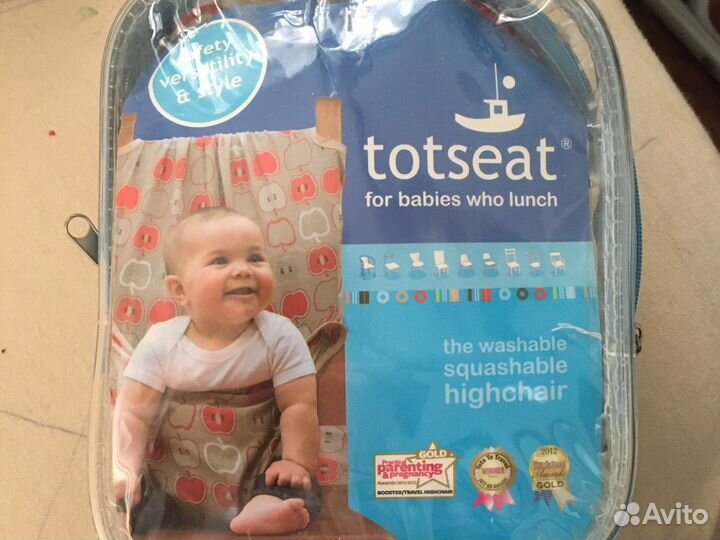 safety
versatility
& style
totseat®
for babies who lunch
the washable
squashable
highchair
GOLD
Practical
parenting
& pregnancy
BOOSTER/TRAVEL HIGHCHAIR
WINNER
2012
GOLD
Avito